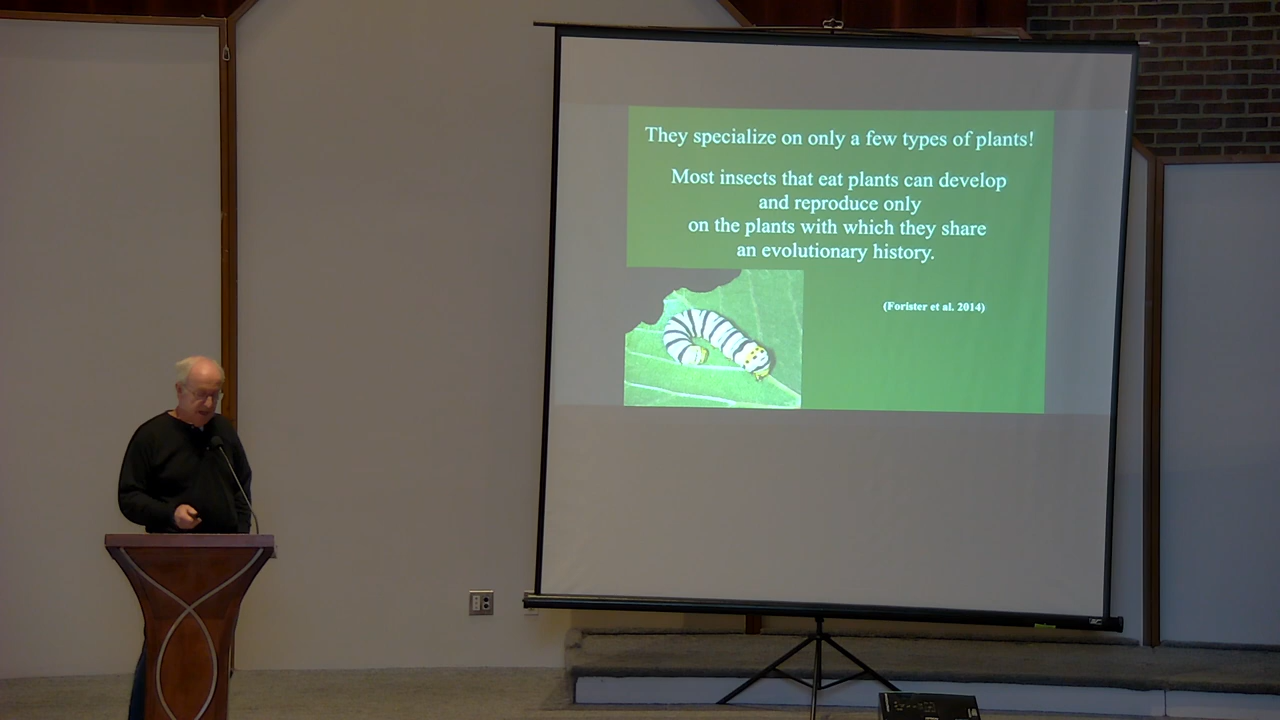 They specialize on only a few types of plants!
Most insects that eat plants can develop
and reproduce only
on the plants with which they share
an evolutionary history.
(Forister et al. 2014)